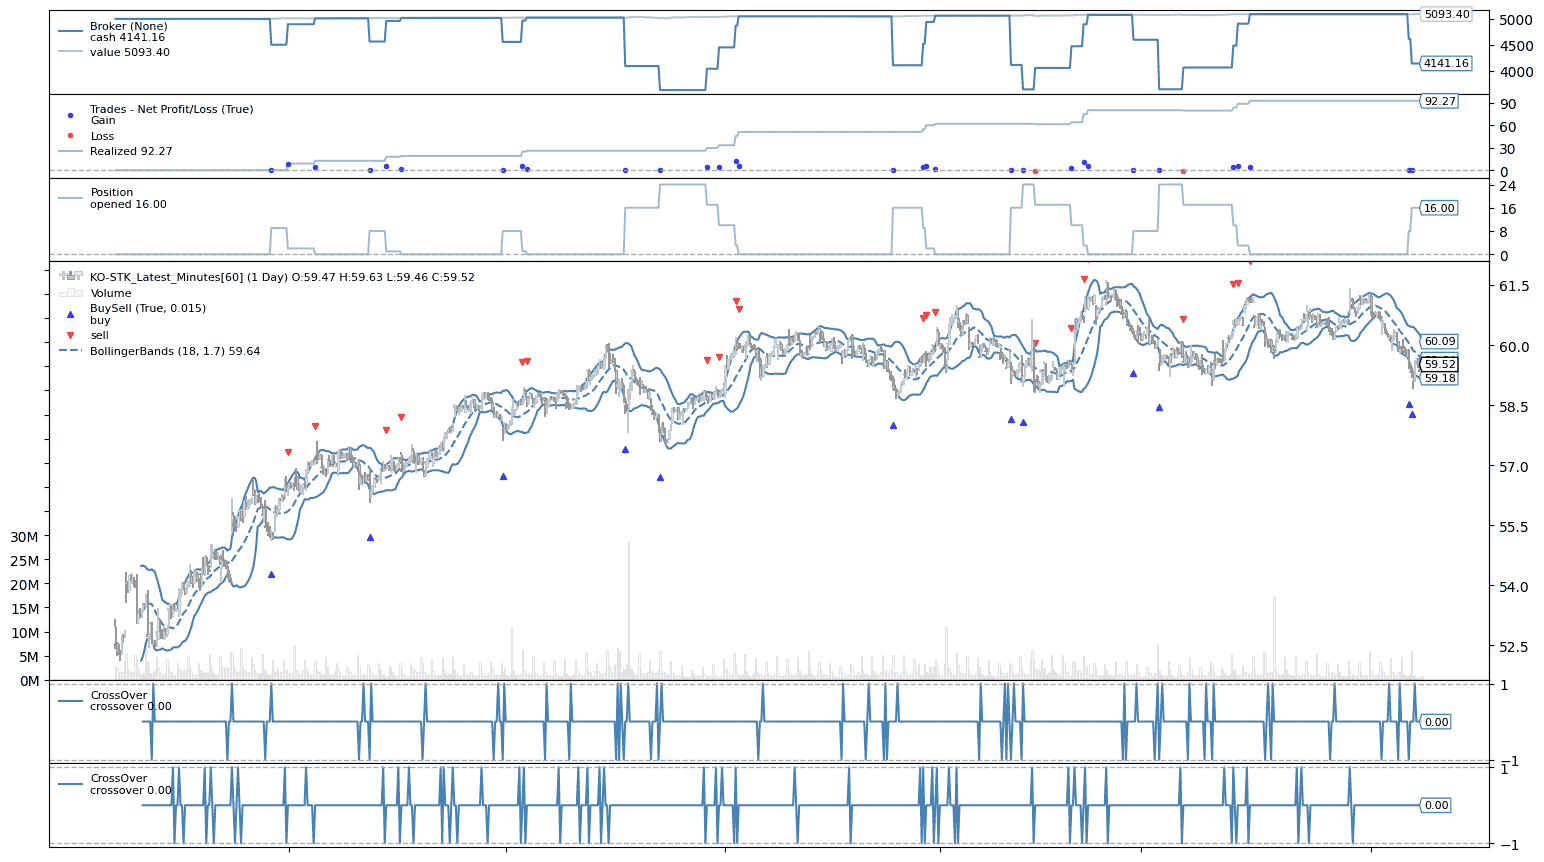 Broker (None)
cash 4141.16
value 5093.40
5093.40
5000
4500
4141.16
4000
Trades - Net Profit/Loss (True)
Gain
Loss
Realized 92.27
92.27
90
60
30
0
Position
opened 16.00
24
16.00
16
8
0
KO-STK_Latest_Minutes[60] (1 Day) O:59.47 H:59.63 L:59.46 C:59.52
Volume
BuySell (True, 0.015)
buy
sell
BollingerBands (18, 1.7) 59.64
61.5
60.09
60.0
59.52
59.18
58.5
57.0
55.5
54.0
52.5
30M
25M
20M
15M
10M
5M
0M
CrossOver
crossover 0.00
1
0.00
−1
CrossOver
crossover 0.00
1
0.00
−1